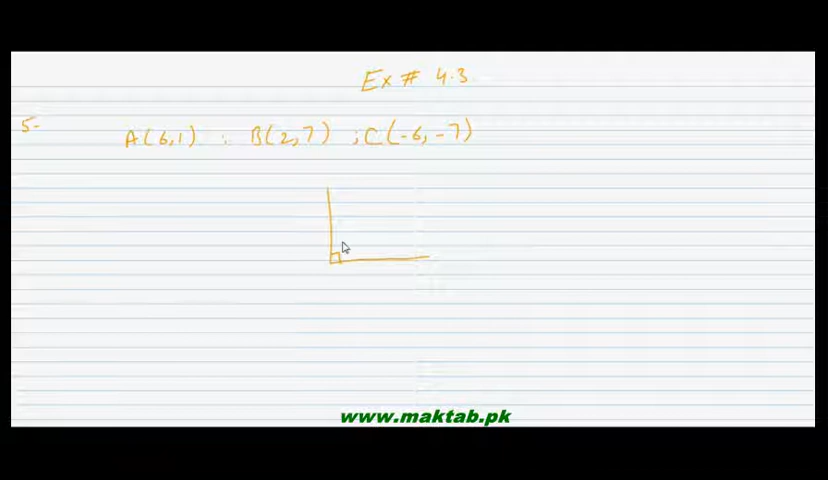 Ex # 4.3
5-
A(6,1) ; B(2,7) ; C(-6,-7)
www.maktab.pk